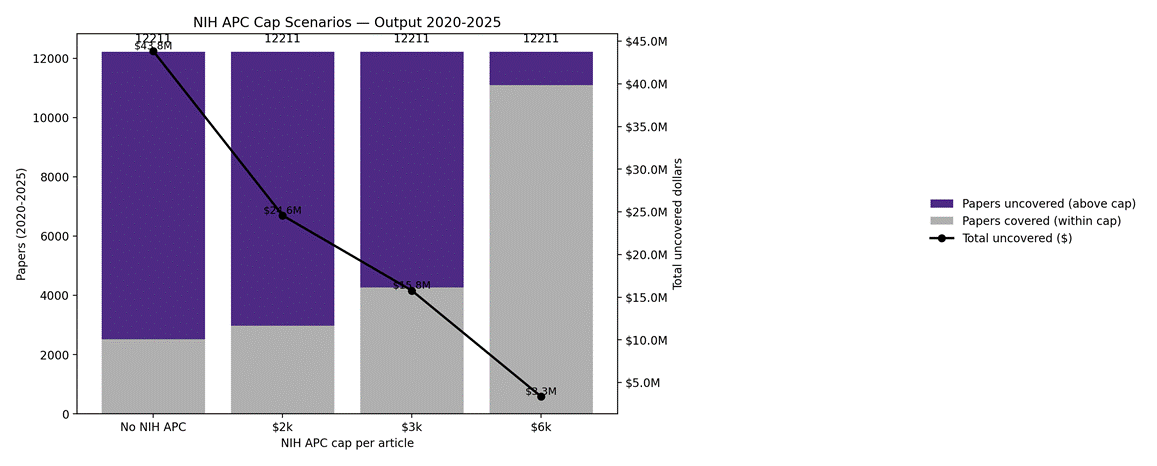 NIH APC Cap Scenarios — Output 2020-2025
12211
12211
12211
12211
$43.8M
$24.6M
$15.8M
$3.3M
Papers (2020-2025)
12000
10000
8000
6000
4000
2000
0
No NIH APC
$2k
$3k
$6k
NIH APC cap per article
$45.0M
$40.0M
$35.0M
$30.0M
$25.0M
$20.0M
$15.0M
$10.0M
$5.0M
Total uncovered dollars
Papers uncovered (above cap)
Papers covered (within cap)
Total uncovered ($)